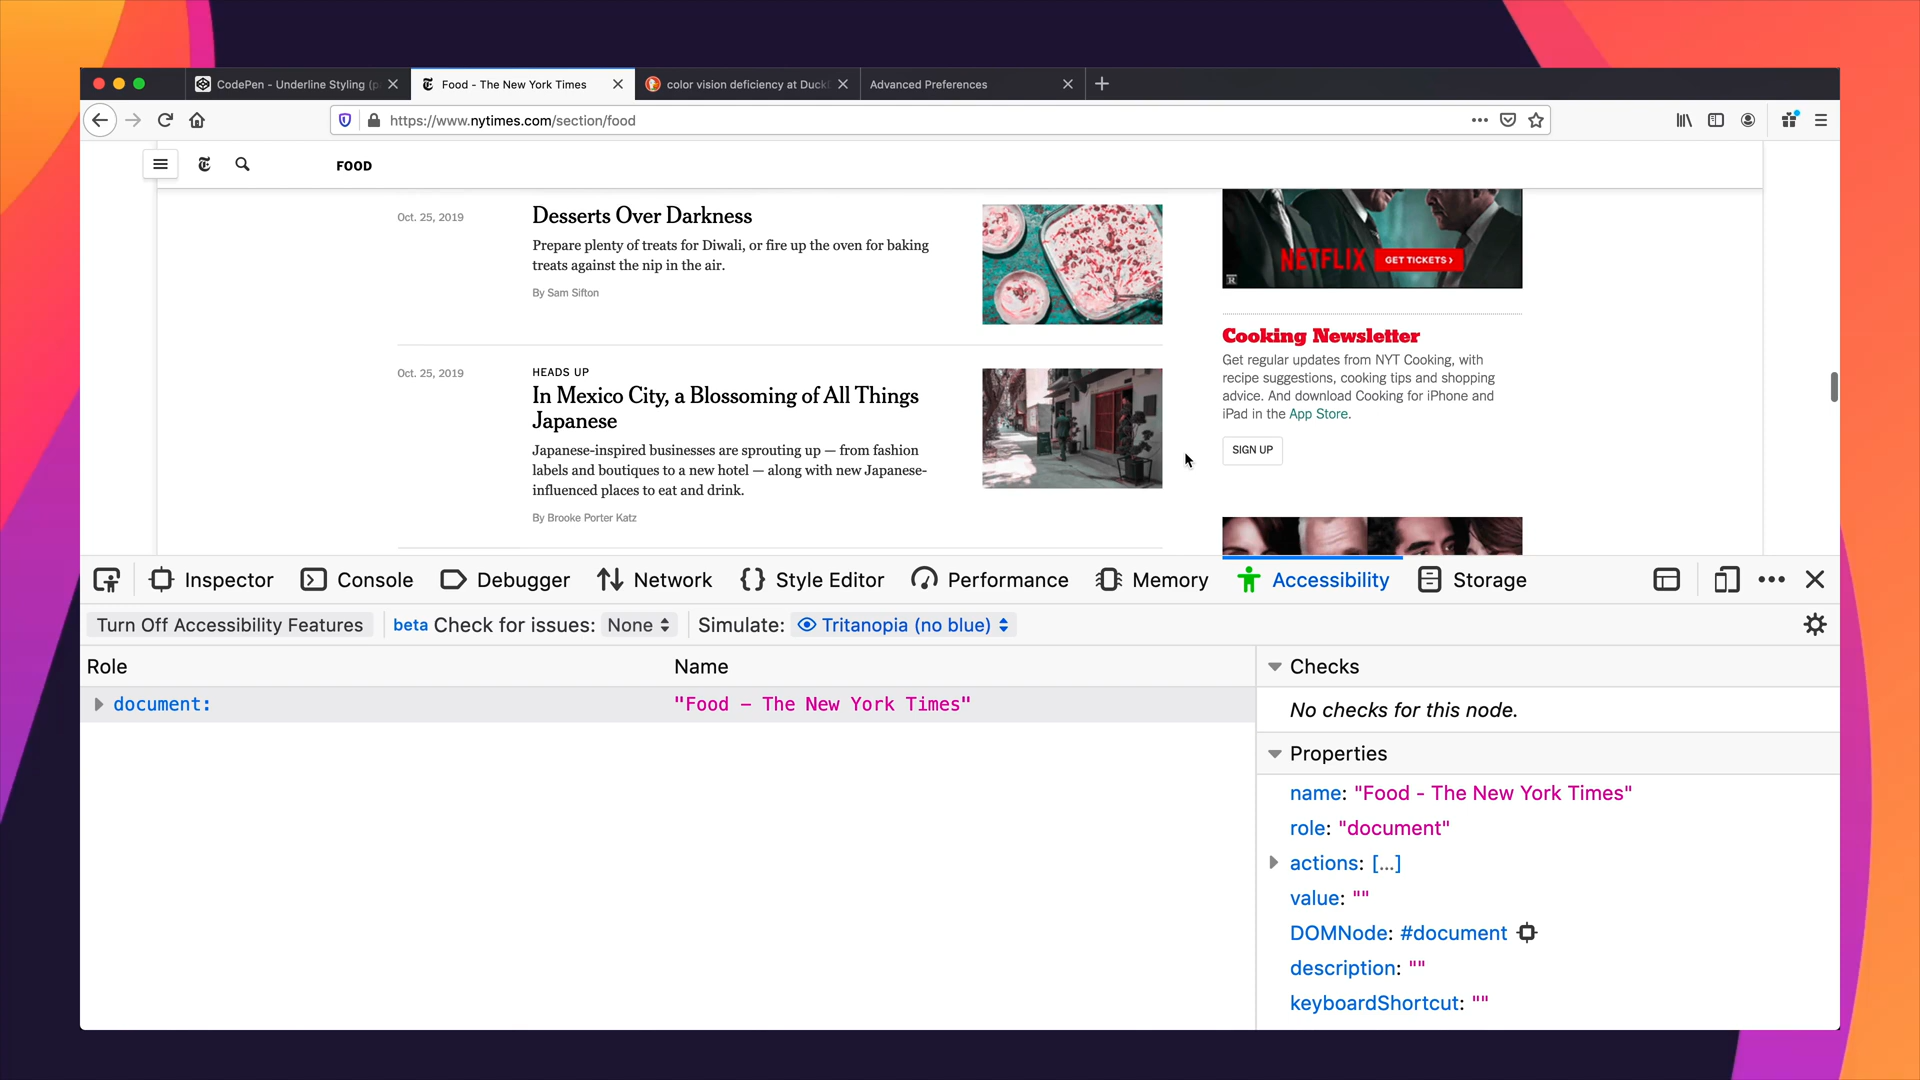 CodePen - Underline Styling (p
Food - The New York Times
color vision deficiency at Duck
Advanced Preferences
https://www.nytimes.com/section/food
FOOD
Oct. 25, 2019
Desserts Over Darkness
Prepare plenty of treats for Diwali, or fire up the oven for baking
treats against the nip in the air.
By Sam Sifton
NETFLIX
GET TICKETS ›
R
Oct. 25, 2019
HEADS UP
In Mexico City, a Blossoming of All Things
Japanese
Japanese-inspired businesses are sprouting up — from fashion
labels and boutiques to a new hotel — along with new Japanese-
influenced places to eat and drink.
By Brooke Porter Katz
Cooking Newsletter
Get regular updates from NYT Cooking, with
recipe suggestions, cooking tips and shopping
advice. And download Cooking for iPhone and
iPad in the App Store.
SIGN UP
Inspector
Console
Debugger
Network
Style Editor
Performance
Memory
Accessibility
Storage
Turn Off Accessibility Features
beta Check for issues: None
Simulate: Tritanopia (no blue)
Role
Name
document:
"Food – The New York Times"
Checks
No checks for this node.
Properties
name: "Food - The New York Times"
role: "document"
actions: […]
value: ""
DOMNode: #document
description: ""
keyboardShortcut: ""